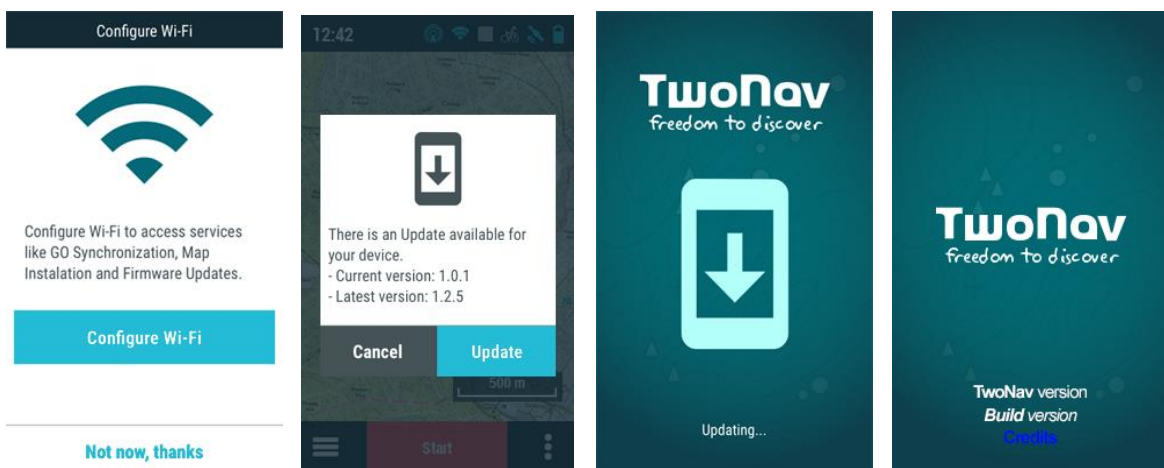 Configure Wi-Fi
Configure Wi-Fi to access services
like GO Synchronization, Map
Instalation and Firmware Updates.
Configure Wi-Fi
Not now, thanks
12:42
There is an Update available for
your device.
- Current version: 1.0.1
- Latest version: 1.2.5
Cancel Update
500 m
Start
TwoNav
freedom to discover
Updating...
TwoNav
freedom to discover
TwoNav version
Build version
Credits